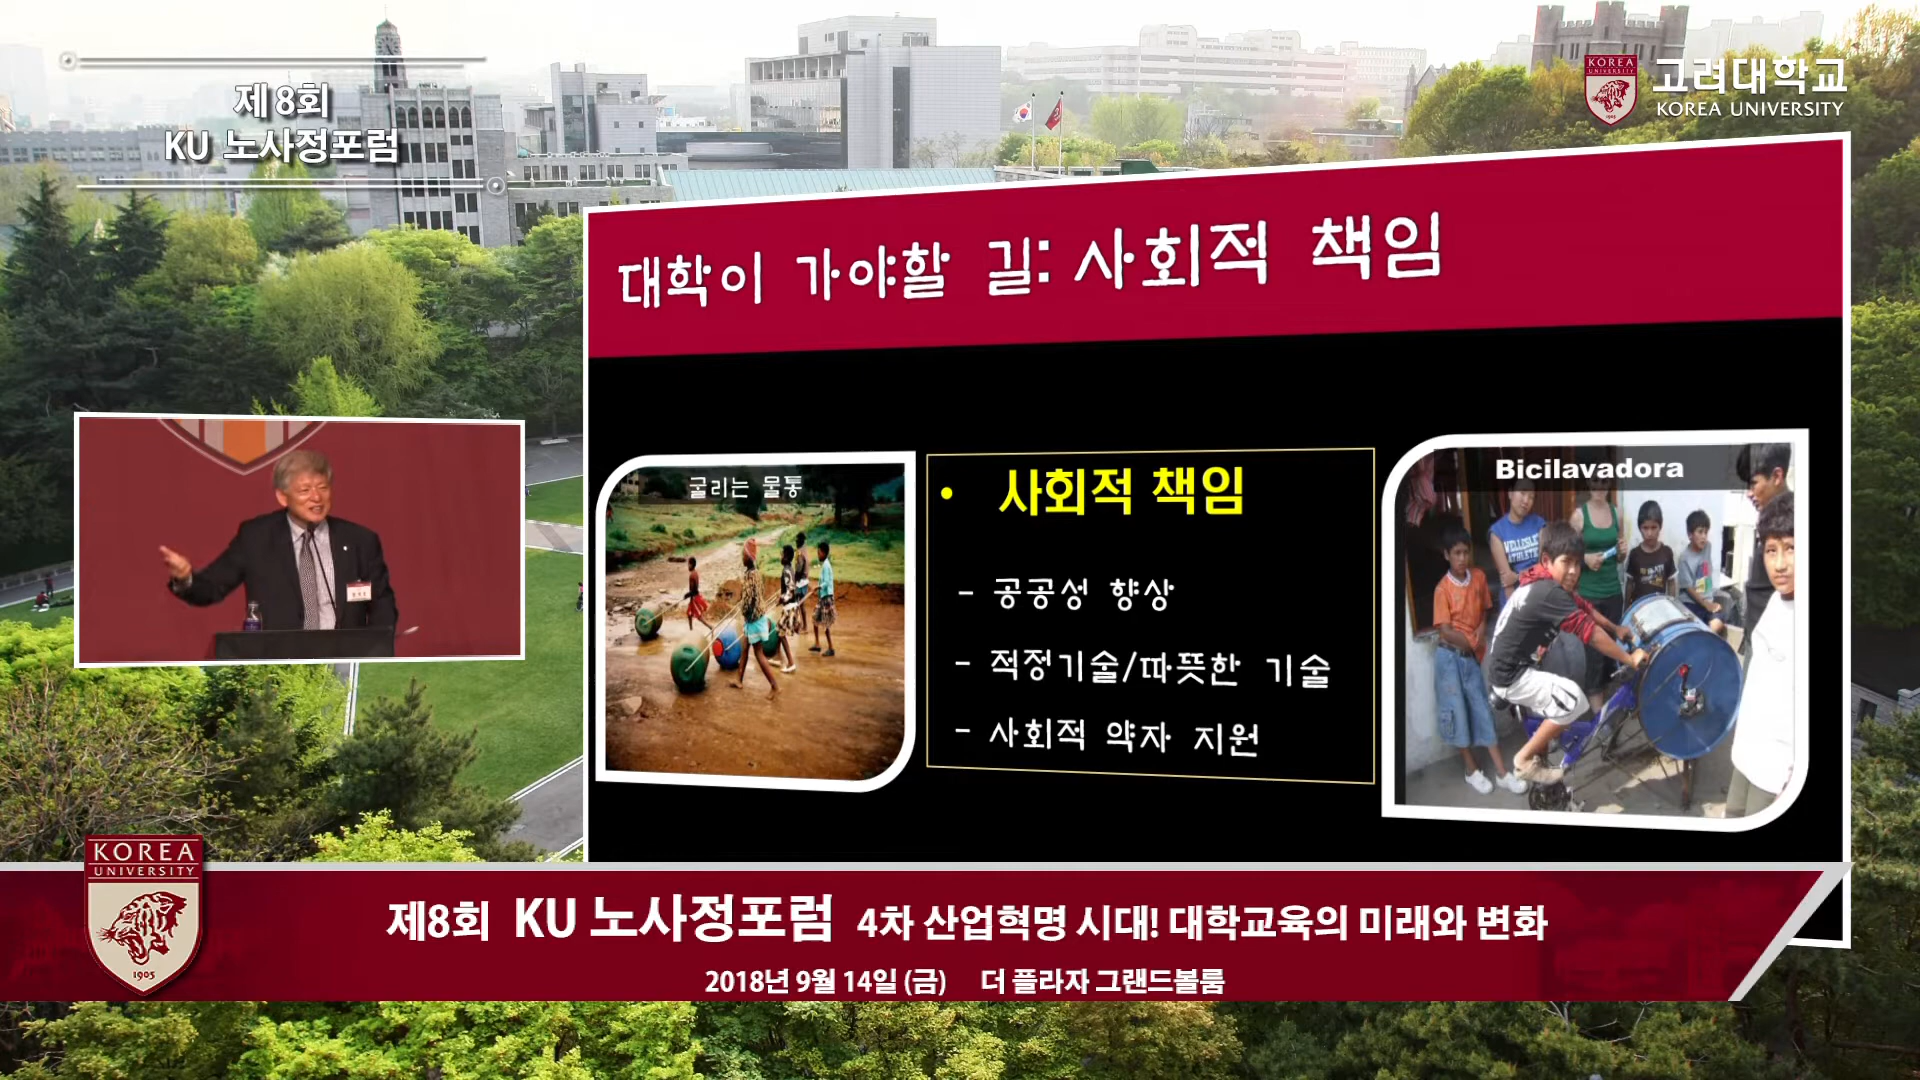 제8회
KU 노사정포럼
KOREA
UNIVERSITY
1905
고려대학교
KOREA UNIVERSITY
대학이 가야할 길: 사회적 책임
굴리는 물통
• 사회적 책임
- 공공성 향상
- 적정기술/따뜻한 기술
- 사회적 약자 지원
Bicilavadora
WELLESLEY
ATHLETIC
KOREA
UNIVERSITY
1905
제8회 KU 노사정포럼 4차 산업혁명 시대! 대학교육의 미래와 변화
2018년 9월 14일 (금) 더 플라자 그랜드볼룸